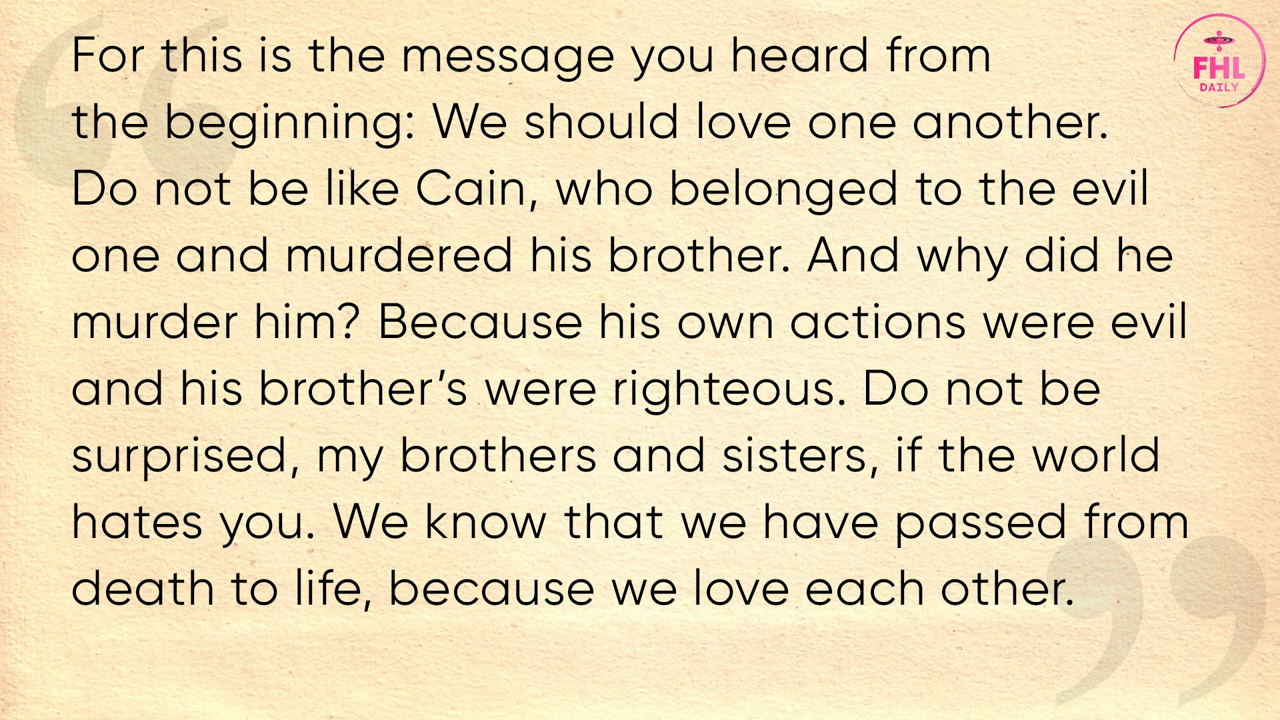 For this is the message you heard from
the beginning: We should love one another.
Do not be like Cain, who belonged to the evil
one and murdered his brother. And why did he
murder him? Because his own actions were evil
and his brother’s were righteous. Do not be
surprised, my brothers and sisters, if the world
hates you. We know that we have passed from
death to life, because we love each other.
FHL
DAILY